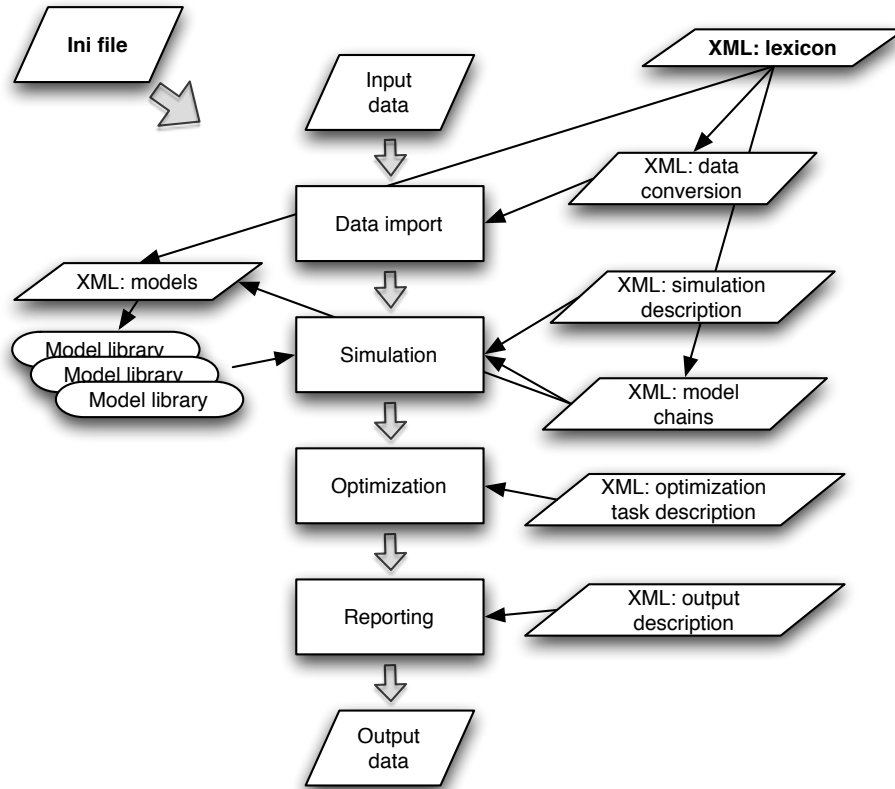 Ini file
XML: lexicon
Input
data
XML: data
conversion
Data import
XML: models
XML: simulation
description
Model library
Model library
Model library
Simulation
XML: model
chains
Optimization
XML: optimization
task description
Reporting
XML: output
description
Output
data